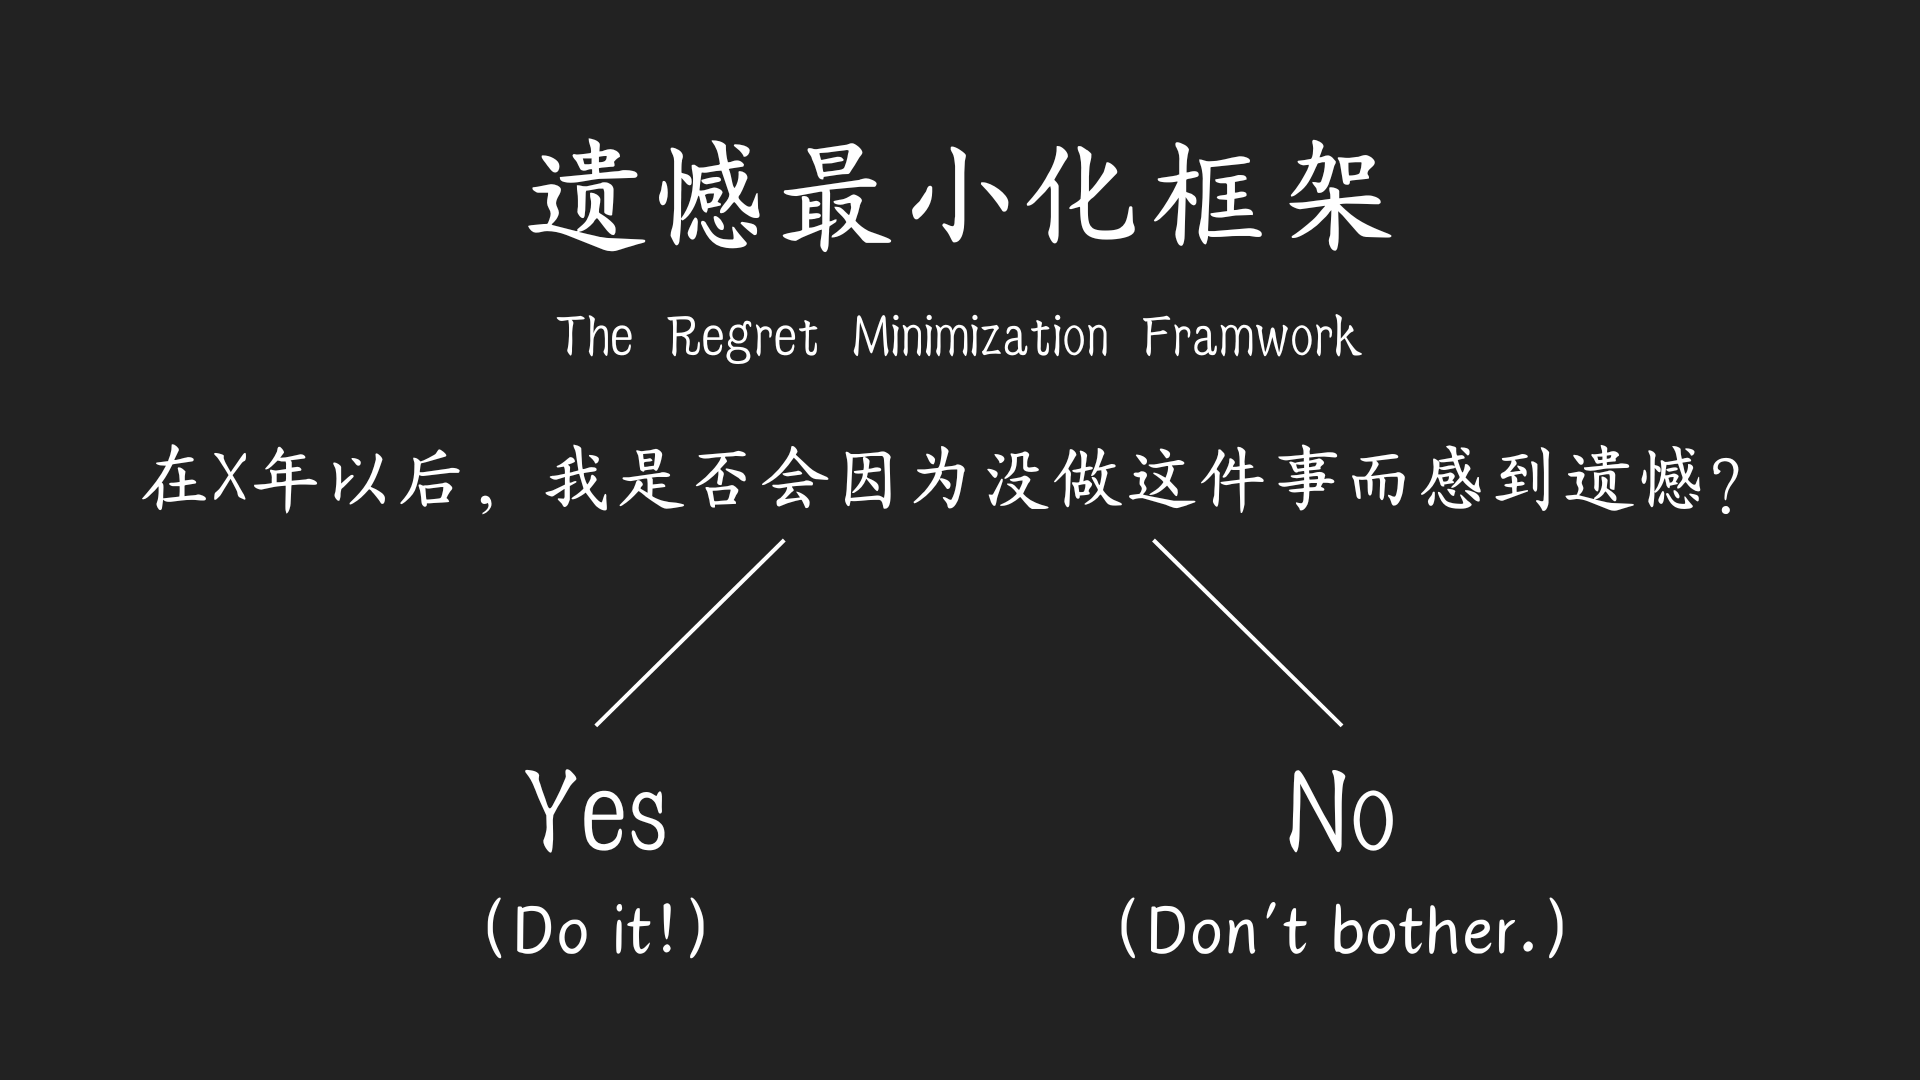 遗憾最小化框架
The Regret Minimization Framwork
在X年以后，我是否会因为没做这件事而感到遗憾？
Yes No
(Do it!) (Don't bother.)